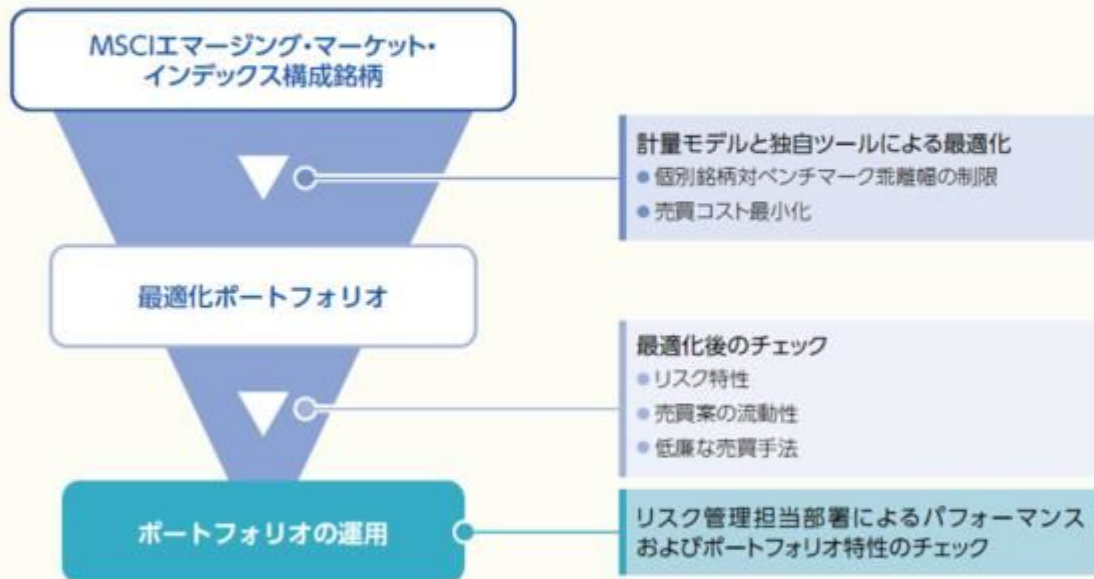 MSCIエマージング・マーケット・
インデックス構成銘柄
計量モデルと独自ツールによる最適化
● 個別銘柄対ベンチマーク乖離幅の制限
● 売買コスト最小化
最適化ポートフォリオ
最適化後のチェック
● リスク特性
● 売買案の流動性
● 低廉な売買手法
ポートフォリオの運用
リスク管理担当部署によるパフォーマンス
およびポートフォリオ特性のチェック